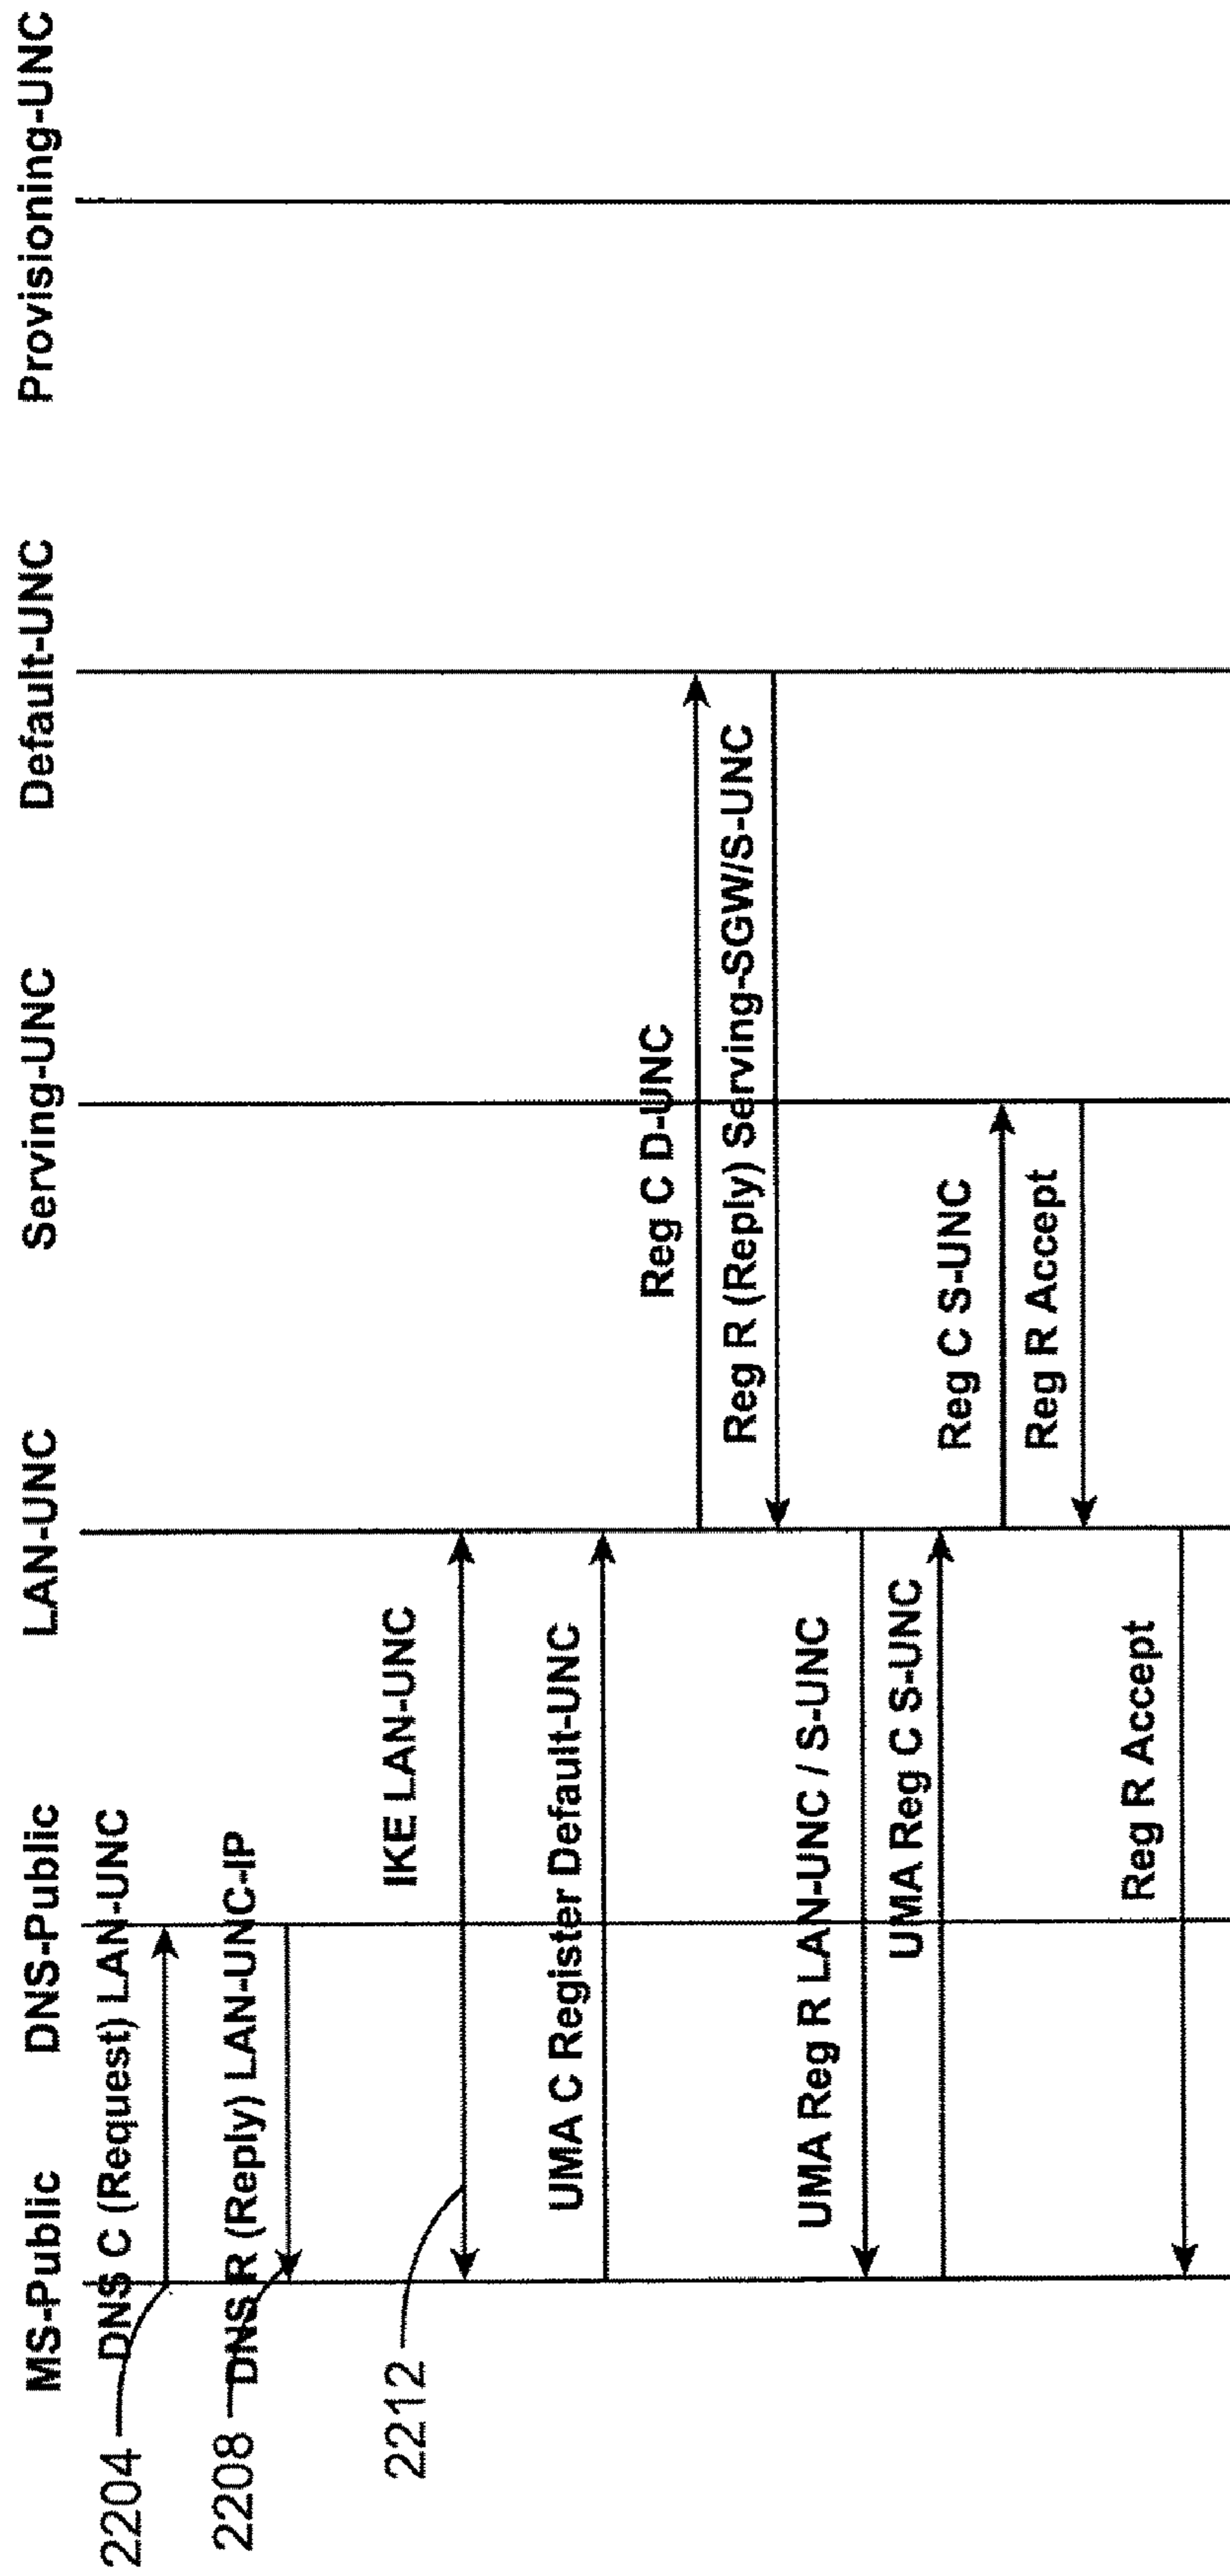 MS-Public DNS-Public LAN-UNC Serving-UNC Default-UNC Provisioning-UNC
2204
DNS C (Request) LAN-UNC
2208
DNS R (Reply) LAN-UNC-IP
2212
IKE LAN-UNC
UMA C Register Default-UNC
Reg C D-UNC
Reg R (Reply) Serving-SGW/S-UNC
UMA Reg R LAN-UNC / S-UNC
UMA Reg C S-UNC
Reg C S-UNC
Reg R Accept
Reg R Accept